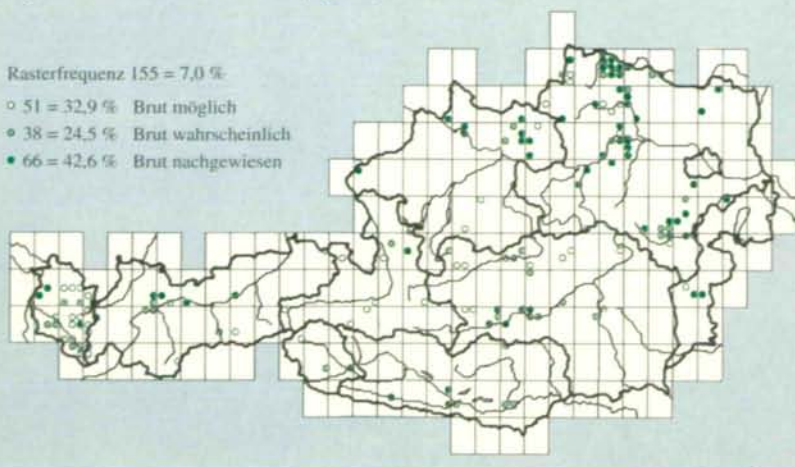 Rasterfrequenz 155 = 7,0 %
○ 51 = 32,9 % Brut möglich
● 38 = 24,5 % Brut wahrscheinlich
● 66 = 42,6 % Brut nachgewiesen